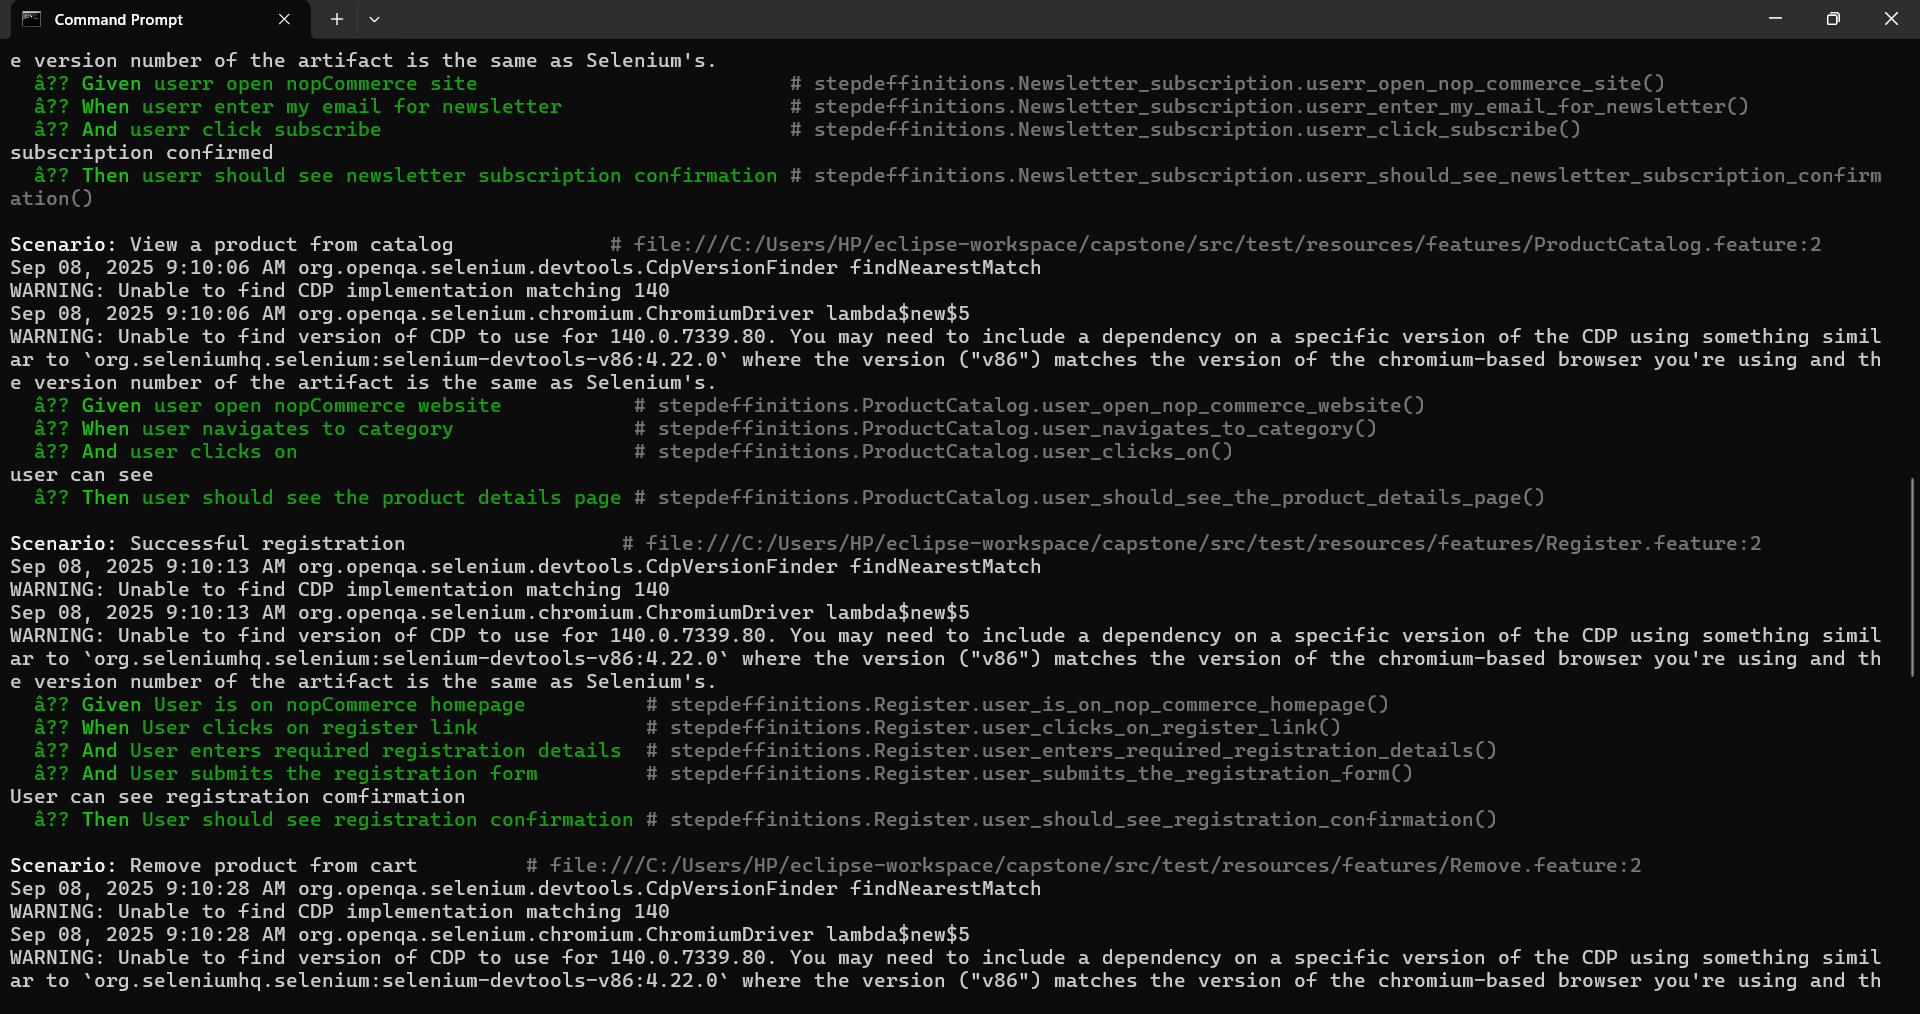 Command Prompt
e version number of the artifact is the same as Selenium's.
â?? Given userr open nopCommerce site # stepdeffinitions.Newsletter_subscription.userr_open_nop_commerce_site()
â?? When userr enter my email for newsletter # stepdeffinitions.Newsletter_subscription.userr_enter_my_email_for_newsletter()
â?? And userr click subscribe # stepdeffinitions.Newsletter_subscription.userr_click_subscribe()
subscription confirmed
â?? Then userr should see newsletter subscription confirmation # stepdeffinitions.Newsletter_subscription.userr_should_see_newsletter_subscription_confirm
ation()
Scenario: View a product from catalog # file:///C:/Users/HP/eclipse-workspace/capstone/src/test/resources/features/ProductCatalog.feature:2
Sep 08, 2025 9:10:06 AM org.openqa.selenium.devtools.CdpVersionFinder findNearestMatch
WARNING: Unable to find CDP implementation matching 140
Sep 08, 2025 9:10:06 AM org.openqa.selenium.chromium.ChromiumDriver lambda$new$5
WARNING: Unable to find version of CDP to use for 140.0.7339.80. You may need to include a dependency on a specific version of the CDP using something simil
ar to `org.seleniumhq.selenium:selenium-devtools-v86:4.22.0` where the version ("v86") matches the version of the chromium-based browser you're using and th
e version number of the artifact is the same as Selenium's.
â?? Given user open nopCommerce website # stepdeffinitions.ProductCatalog.user_open_nop_commerce_website()
â?? When user navigates to category # stepdeffinitions.ProductCatalog.user_navigates_to_category()
â?? And user clicks on # stepdeffinitions.ProductCatalog.user_clicks_on()
user can see
â?? Then user should see the product details page # stepdeffinitions.ProductCatalog.user_should_see_the_product_details_page()
Scenario: Successful registration # file:///C:/Users/HP/eclipse-workspace/capstone/src/test/resources/features/Register.feature:2
Sep 08, 2025 9:10:13 AM org.openqa.selenium.devtools.CdpVersionFinder findNearestMatch
WARNING: Unable to find CDP implementation matching 140
Sep 08, 2025 9:10:13 AM org.openqa.selenium.chromium.ChromiumDriver lambda$new$5
WARNING: Unable to find version of CDP to use for 140.0.7339.80. You may need to include a dependency on a specific version of the CDP using something simil
ar to `org.seleniumhq.selenium:selenium-devtools-v86:4.22.0` where the version ("v86") matches the version of the chromium-based browser you're using and th
e version number of the artifact is the same as Selenium's.
â?? Given User is on nopCommerce homepage # stepdeffinitions.Register.user_is_on_nop_commerce_homepage()
â?? When User clicks on register link # stepdeffinitions.Register.user_clicks_on_register_link()
â?? And User enters required registration details # stepdeffinitions.Register.user_enters_required_registration_details()
â?? And User submits the registration form # stepdeffinitions.Register.user_submits_the_registration_form()
User can see registration comfirmation
â?? Then User should see registration confirmation # stepdeffinitions.Register.user_should_see_registration_confirmation()
Scenario: Remove product from cart # file:///C:/Users/HP/eclipse-workspace/capstone/src/test/resources/features/Remove.feature:2
Sep 08, 2025 9:10:28 AM org.openqa.selenium.devtools.CdpVersionFinder findNearestMatch
WARNING: Unable to find CDP implementation matching 140
Sep 08, 2025 9:10:28 AM org.openqa.selenium.chromium.ChromiumDriver lambda$new$5
WARNING: Unable to find version of CDP to use for 140.0.7339.80. You may need to include a dependency on a specific version of the CDP using something simil
ar to `org.seleniumhq.selenium:selenium-devtools-v86:4.22.0` where the version ("v86") matches the version of the chromium-based browser you're using and th